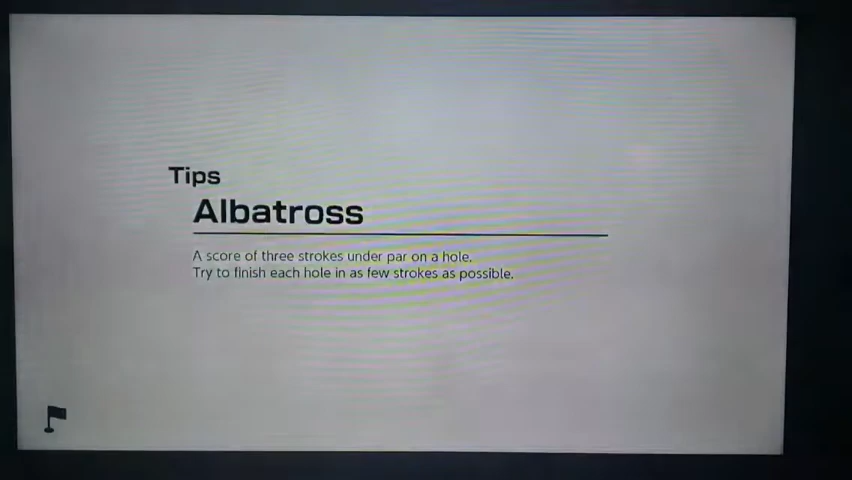 Tips
Albatross
A score of three strokes under par on a hole.
Try to finish each hole in as few strokes as possible.